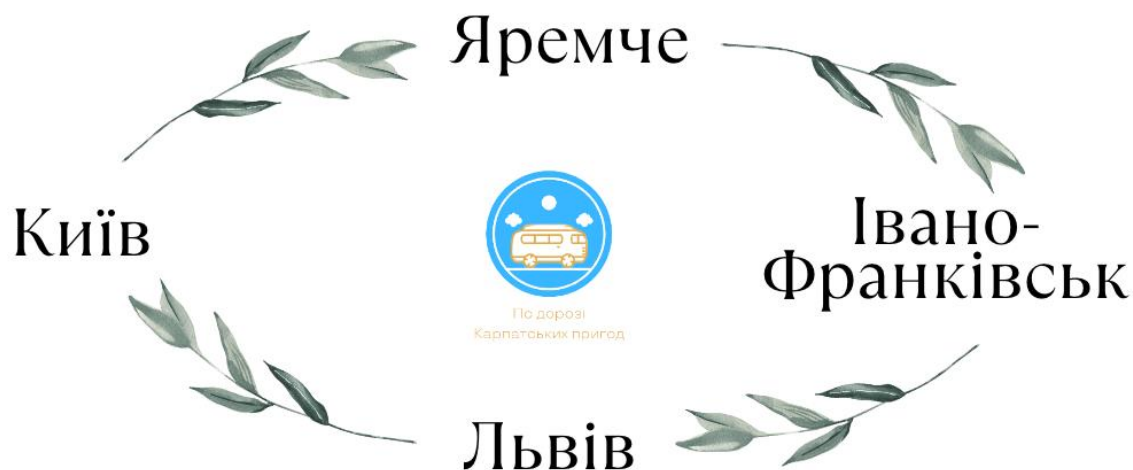 Яремче
Київ
Івано-
Франківськ
По дорозі
Карпатських пригод
Львів